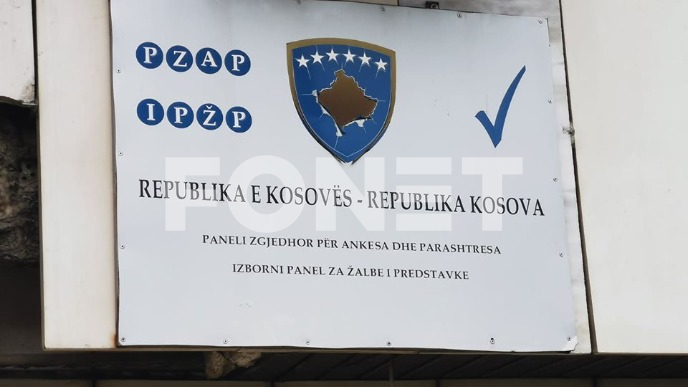 PZAP
IPŽP
FONET
REPUBLIKA E KOSOVËS - REPUBLIKA KOSOVA
PANELI ZGJEDHOR PËR ANKESA DHE PARASHTRESA
IZBORNI PANEL ZA ŽALBE I PREDSTAVKE